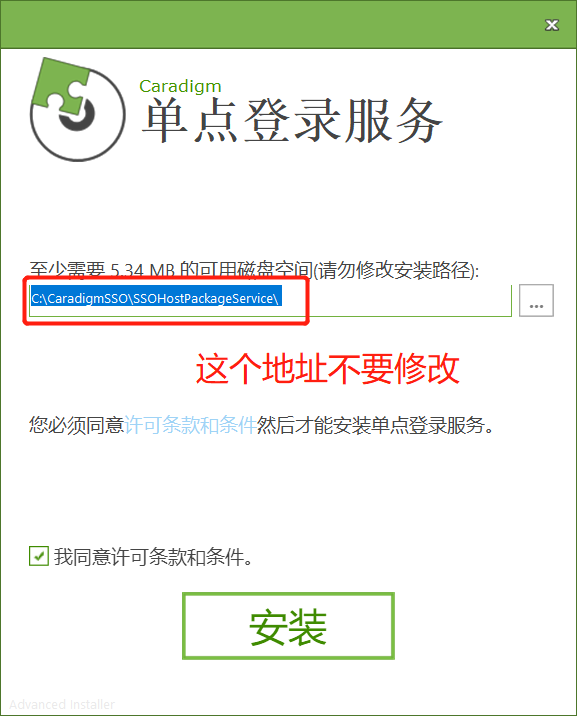 Caradigm
单点登录服务
至少需要 5.34 MB 的可用磁盘空间(请勿修改安装路径):
C:\CaradigmSSO\SSOHostPackageService\
...
这个地址不要修改
您必须同意许可条款和条件然后才能安装单点登录服务。
我同意许可条款和条件。
安装
Advanced Installer